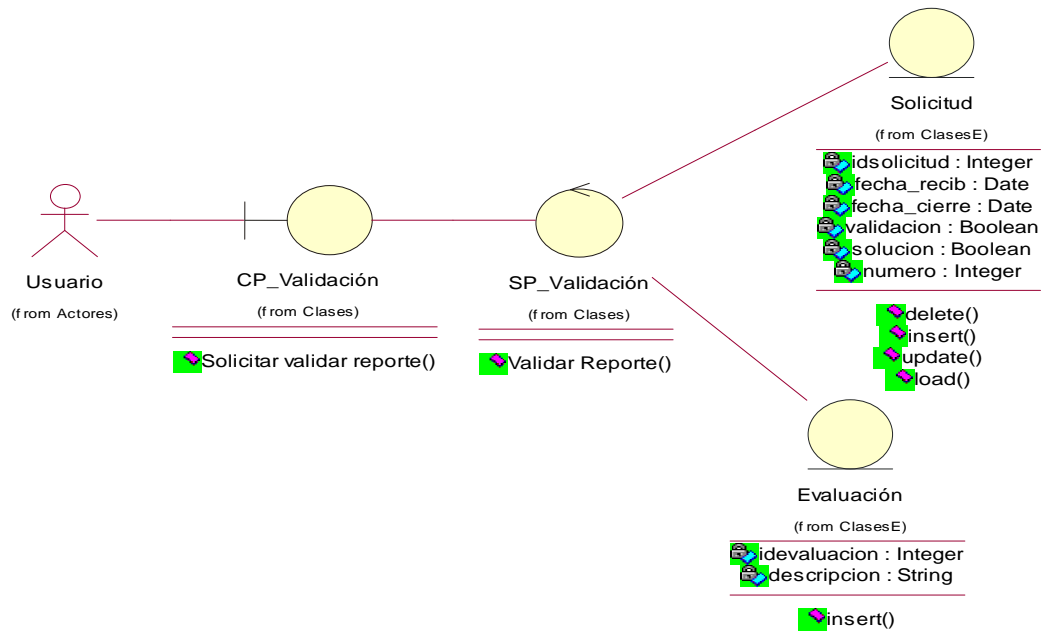 Usuario
(from Actores)
CP_Validación
(from Clases)
Solicitar validar reporte()
SP_Validación
(from Clases)
Validar Reporte()
Solicitud
(from ClasesE)
idsolicitud : Integer
fecha_recib : Date
fecha_cierre : Date
validacion : Boolean
solucion : Boolean
numero : Integer
delete()
insert()
update()
load()
Evaluación
(from ClasesE)
idevaluacion : Integer
descripcion : String
insert()